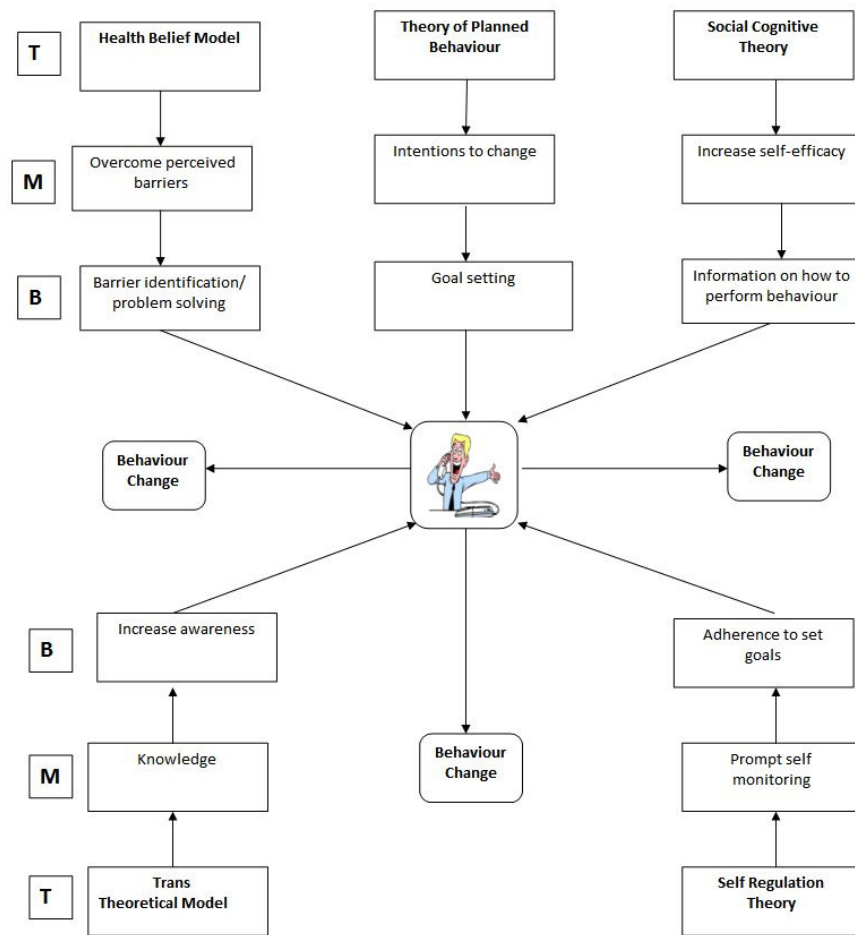 T
Health Belief Model
Theory of Planned
Behaviour
Social Cognitive
Theory
M
Overcome perceived
barriers
Intentions to change
Increase self-efficacy
B
Barrier identification/
problem solving
Goal setting
Information on how to
perform behaviour
Behaviour
Change
Behaviour
Change
B
Increase awareness
Adherence to set
goals
M
Knowledge
Behaviour
Change
Prompt self
monitoring
T
Trans
Theoretical Model
Self Regulation
Theory